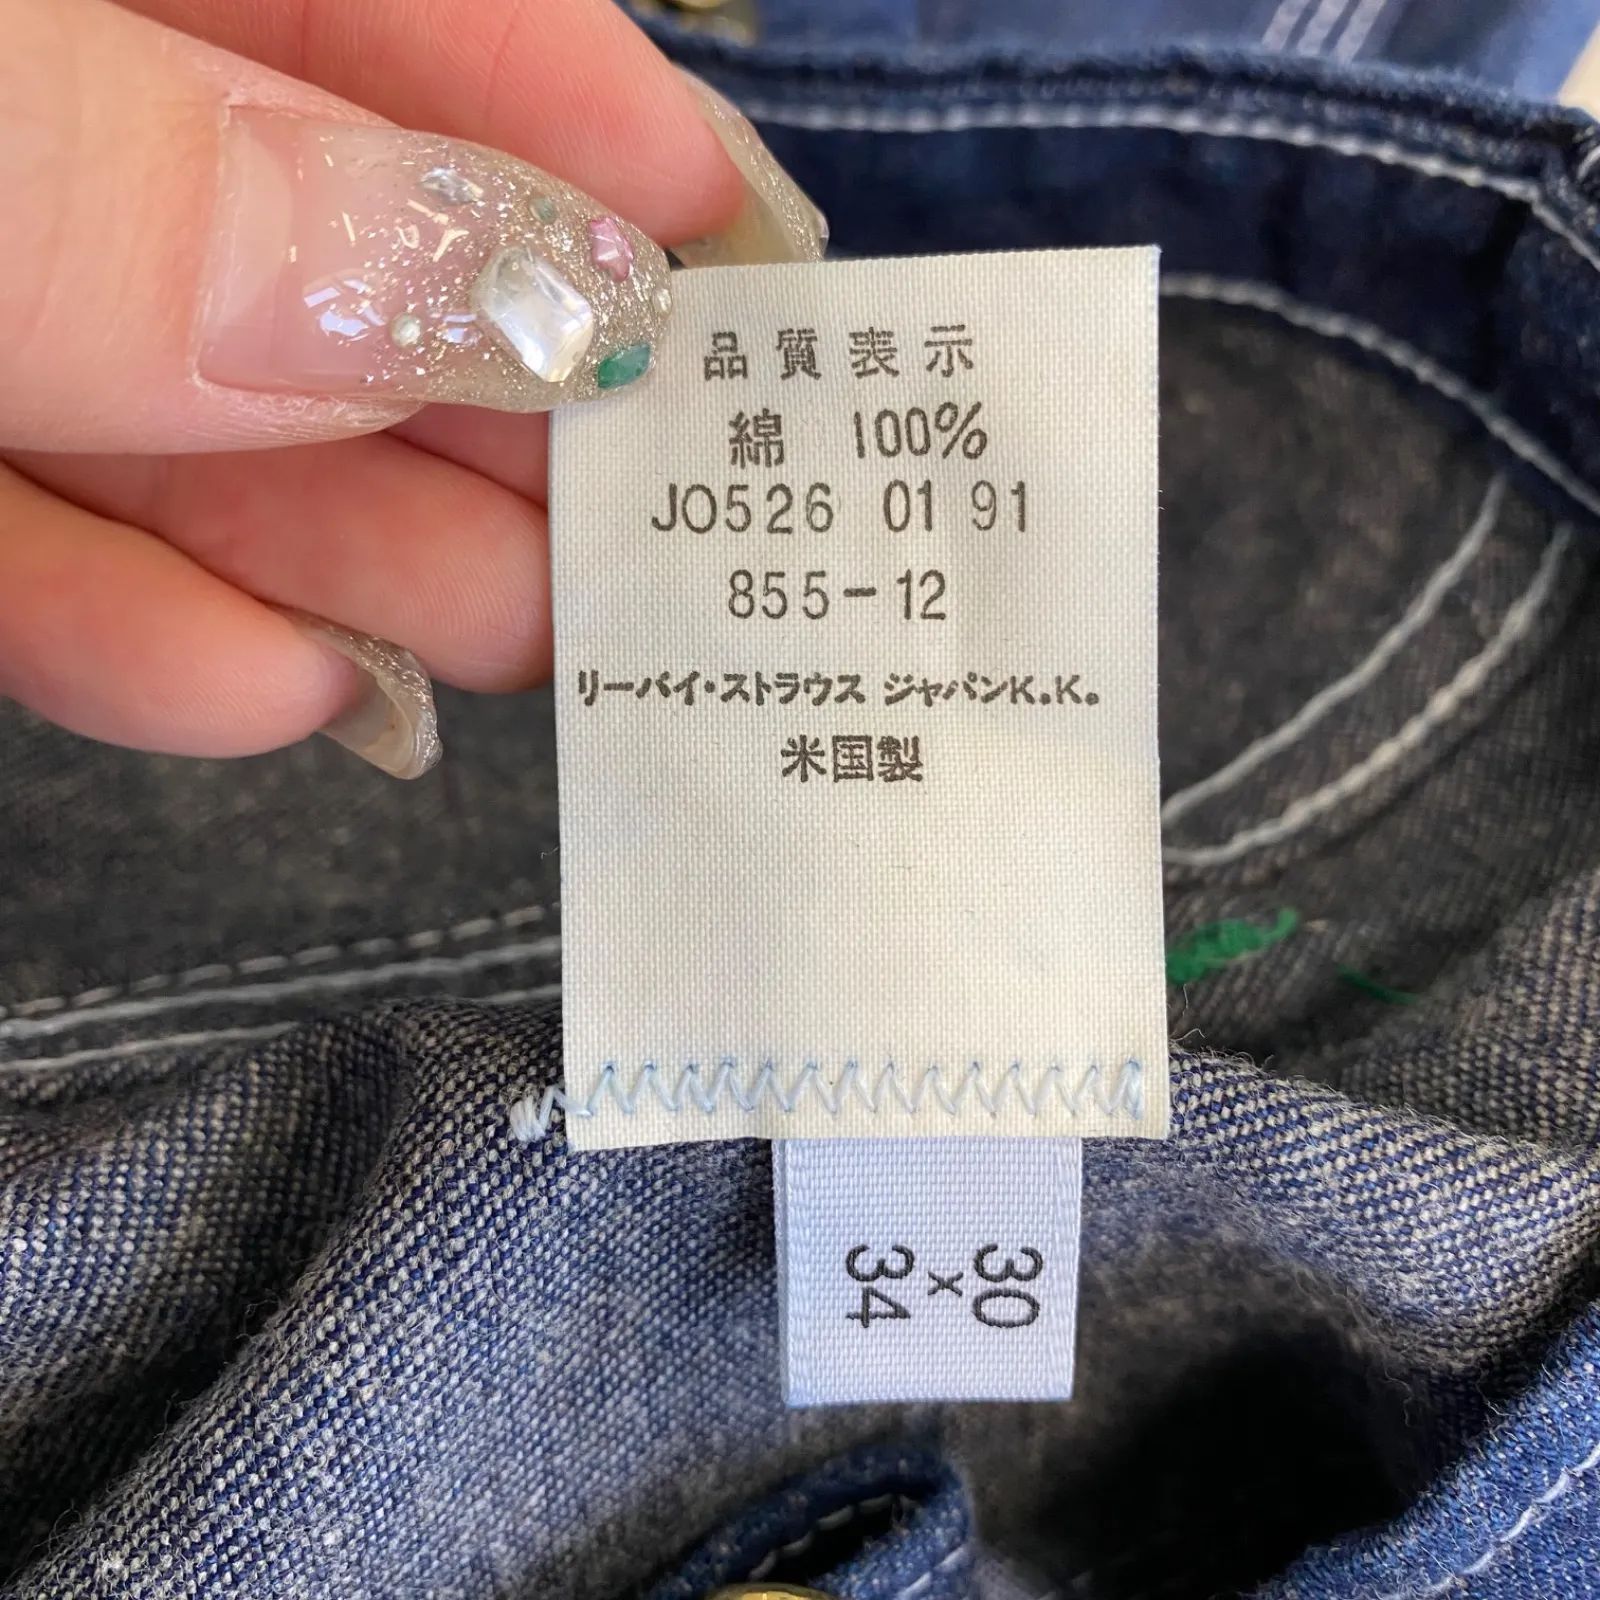 品質表示
綿 100%
J0526 01 91
855-12
リーバイ・ストラウス ジャパンK.K.
米国製
30
x
34